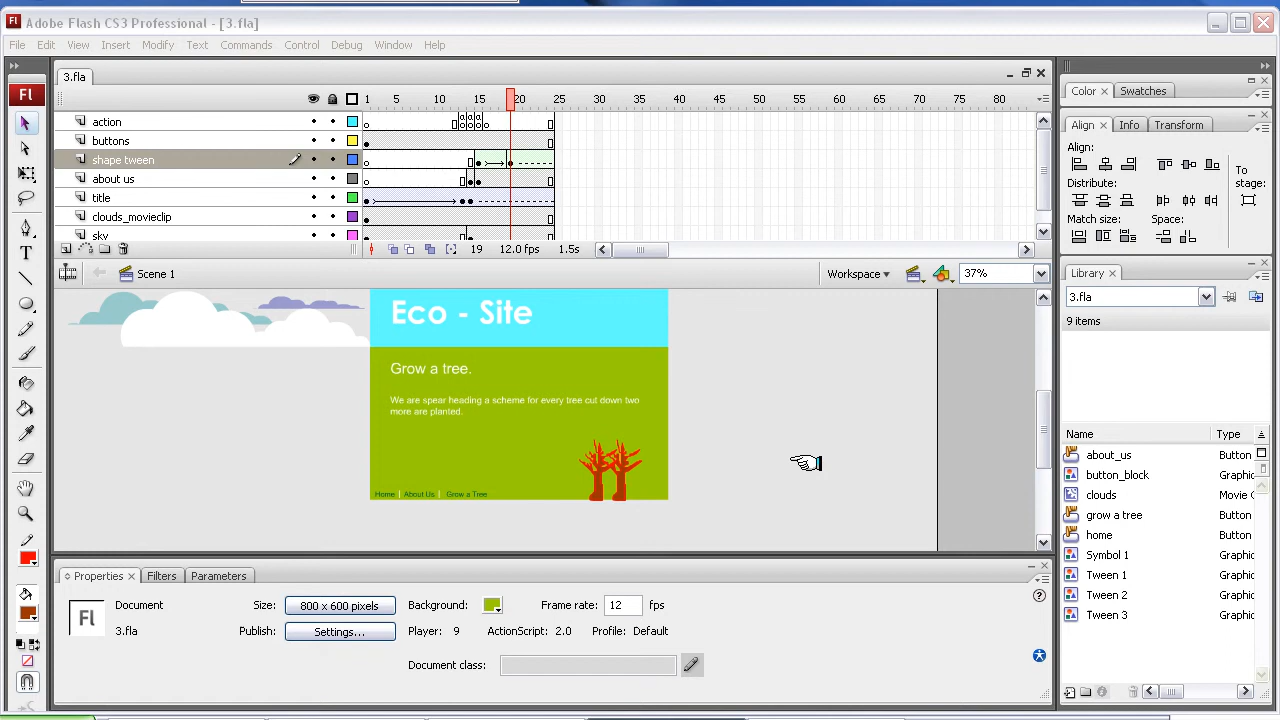 Fl Adobe Flash CS3 Professional - [3.fla]
File Edit View Insert Modify Text Commands Control Debug Window Help
3.fla
Fl
1 5 10 15 20 25 30 35 40 45 50 55 60 65 70 75 80
action
buttons
shape tween
about us
title
clouds_movieclip
sky
19 12.0 fps 1.5s
Scene 1
Workspace
37%
Eco - Site
Grow a tree.
We are spear heading a scheme for every tree cut down two
more are planted.
Home | About Us | Grow a Tree
Properties Filters Parameters
Fl
Document
3.fla
Size: 800 x 600 pixels
Background:
Frame rate: 12 fps
Publish: Settings...
Player: 9 ActionScript: 2.0 Profile: Default
Document class:
Color Swatches
Align Info Transform
Align:
Distribute:
Match size: Space:
To
stage:
Library
3.fla
9 items
Name Type
about_us Button
button_block Graphic
clouds Movie C
grow a tree Button
home Button
Symbol 1 Graphic
Tween 1 Graphic
Tween 2 Graphic
Tween 3 Graphic